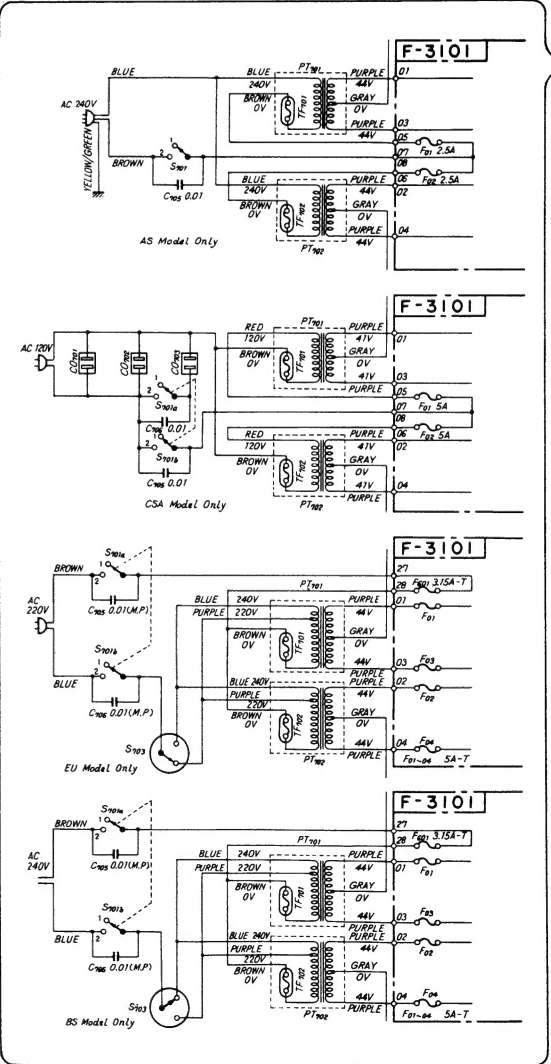 F-3101
PT701
BLUE
BLUE
PURPLE
01
240V
44V
BROWN
0V
TF701
GRAY
0V
AC 240V
PURPLE
03
44V
05
F01 2.5A
YELLOW/GREEN
BROWN
1
2
S701
07
08
BLUE
PURPLE
06
F02 2.5A
240V
44V
02
C705 0.01
BROWN
0V
TF702
GRAY
0V
PURPLE
04
44V
AS Model Only
PT702
F-3101
PT701
RED
PURPLE
120V
41V
01
AC 120V
CO701
CO702
CO703
BROWN
0V
TF701
GRAY
0V
41V
03
PURPLE
05
S701a
1
2
07
F01 5A
C706 0.01
08
RED
PURPLE
06
F02 5A
1
2
S701b
120V
41V
02
BROWN
0V
TF702
GRAY
0V
C705 0.01
41V
04
PURPLE
CSA Model Only
PT702
F-3101
S701a
BROWN
1
2
27
PT701
28
F601 3.15A-T
AC
220V
C705 0.01(M.P)
BLUE
240V
PURPLE
01
PURPLE
220V
44V
F01
BROWN
0V
TF701
GRAY
0V
S701b
1
2
44V
03
F03
PURPLE
BLUE
BLUE 240V
PURPLE
02
PURPLE
44V
F02
220V
C706 0.01(M.P)
BROWN
0V
TF702
GRAY
0V
S703
44V
04
F04
EU Model Only
PT702
PURPLE
F01~04 5A-T
F-3101
S701a
BROWN
1
2
27
PT701
28
F601 3.15A-T
AC
240V
C705 0.01(M.P)
BLUE
240V
PURPLE
01
PURPLE
220V
44V
F01
BROWN
0V
TF701
GRAY
0V
S701b
1
2
44V
03
F03
PURPLE
BLUE
BLUE 240V
PURPLE
02
PURPLE
44V
F02
220V
C706 0.01(M.P)
BROWN
0V
TF702
GRAY
0V
S703
44V
04
F04
BS Model Only
PT702
PURPLE
F01~04 5A-T